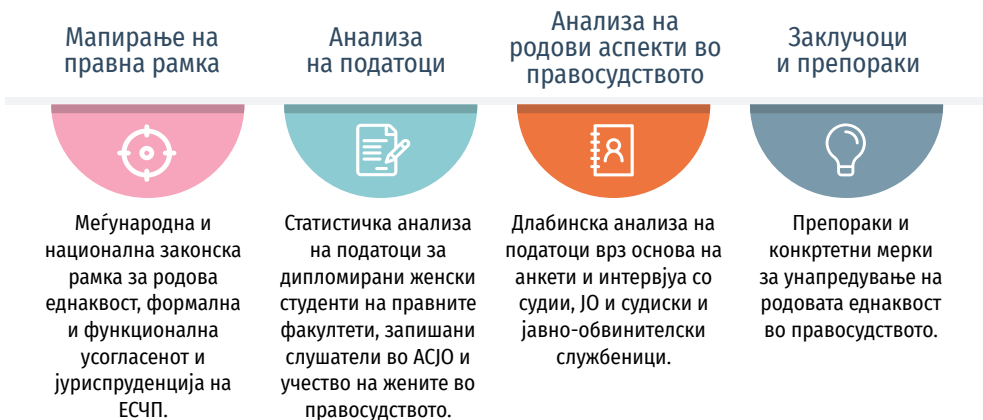 Мапирање на
правна рамка
Анализа
на податоци
Анализа на
родови аспекти во
правосудството
Заклучоци
и препораки
Меѓународна и
национална законска
рамка за родова
еднаквост, формална
и функционална
усогласенот и
јуриспруденција на
ЕСЧП.
Статистичка анализа
на податоци за
дипломирани женски
студенти на правните
факултети, запишани
слушатели во АСЈО и
учество на жените во
правосудството.
Длабинска анализа на
податоци врз основа на
анкети и интервјуа со
судии, ЈО и судиски и
јавно-обвинителски
службеници.
Препораки и
конкртетни мерки
за унапредување на
родовата еднаквост
во правосудството.